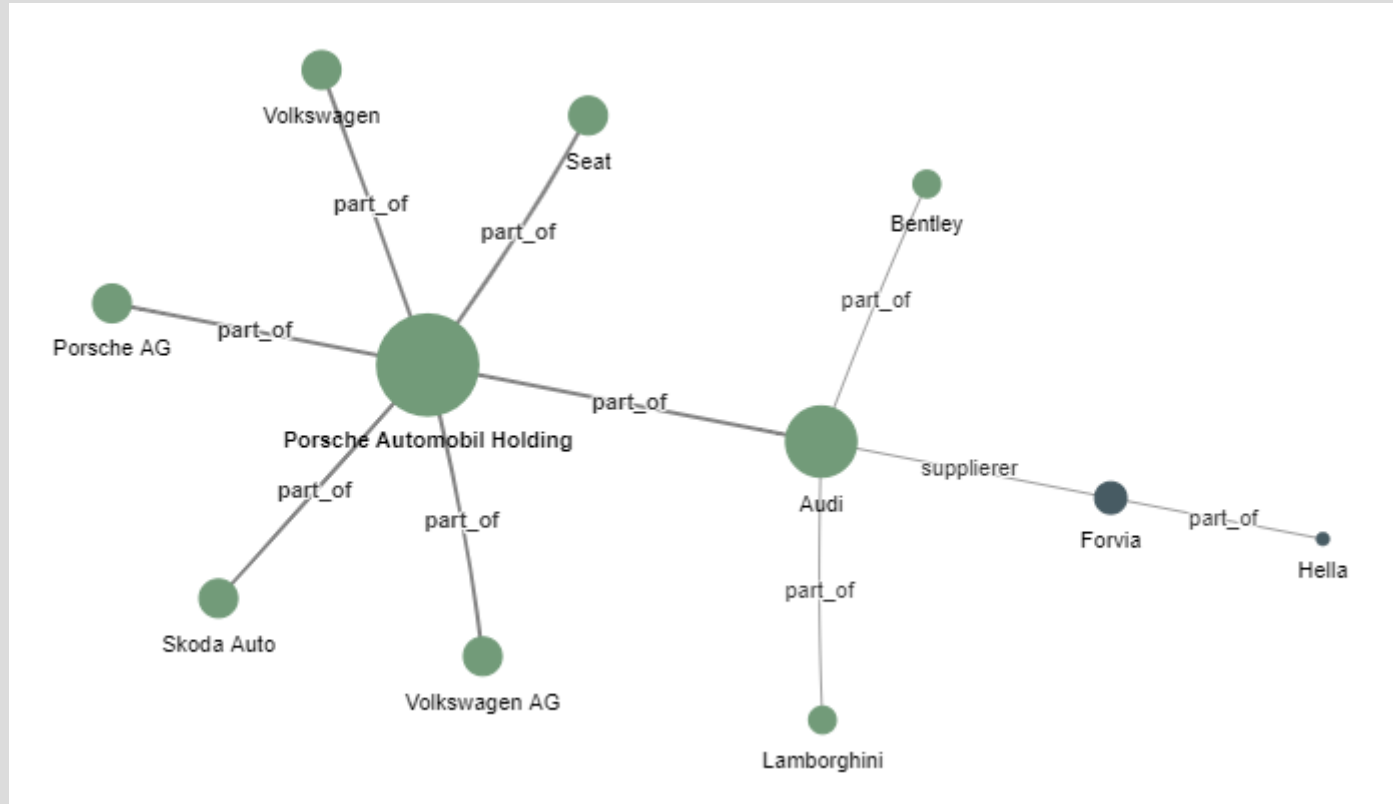 Volkswagen
Seat
part_of
Bentley
part_of
part_of
part_of
Porsche AG
part_of
Porsche Automobil Holding
supplierer
part_of
Audi
part_of
part_of
Forvia
Hella
part_of
Skoda Auto
Volkswagen AG
Lamborghini